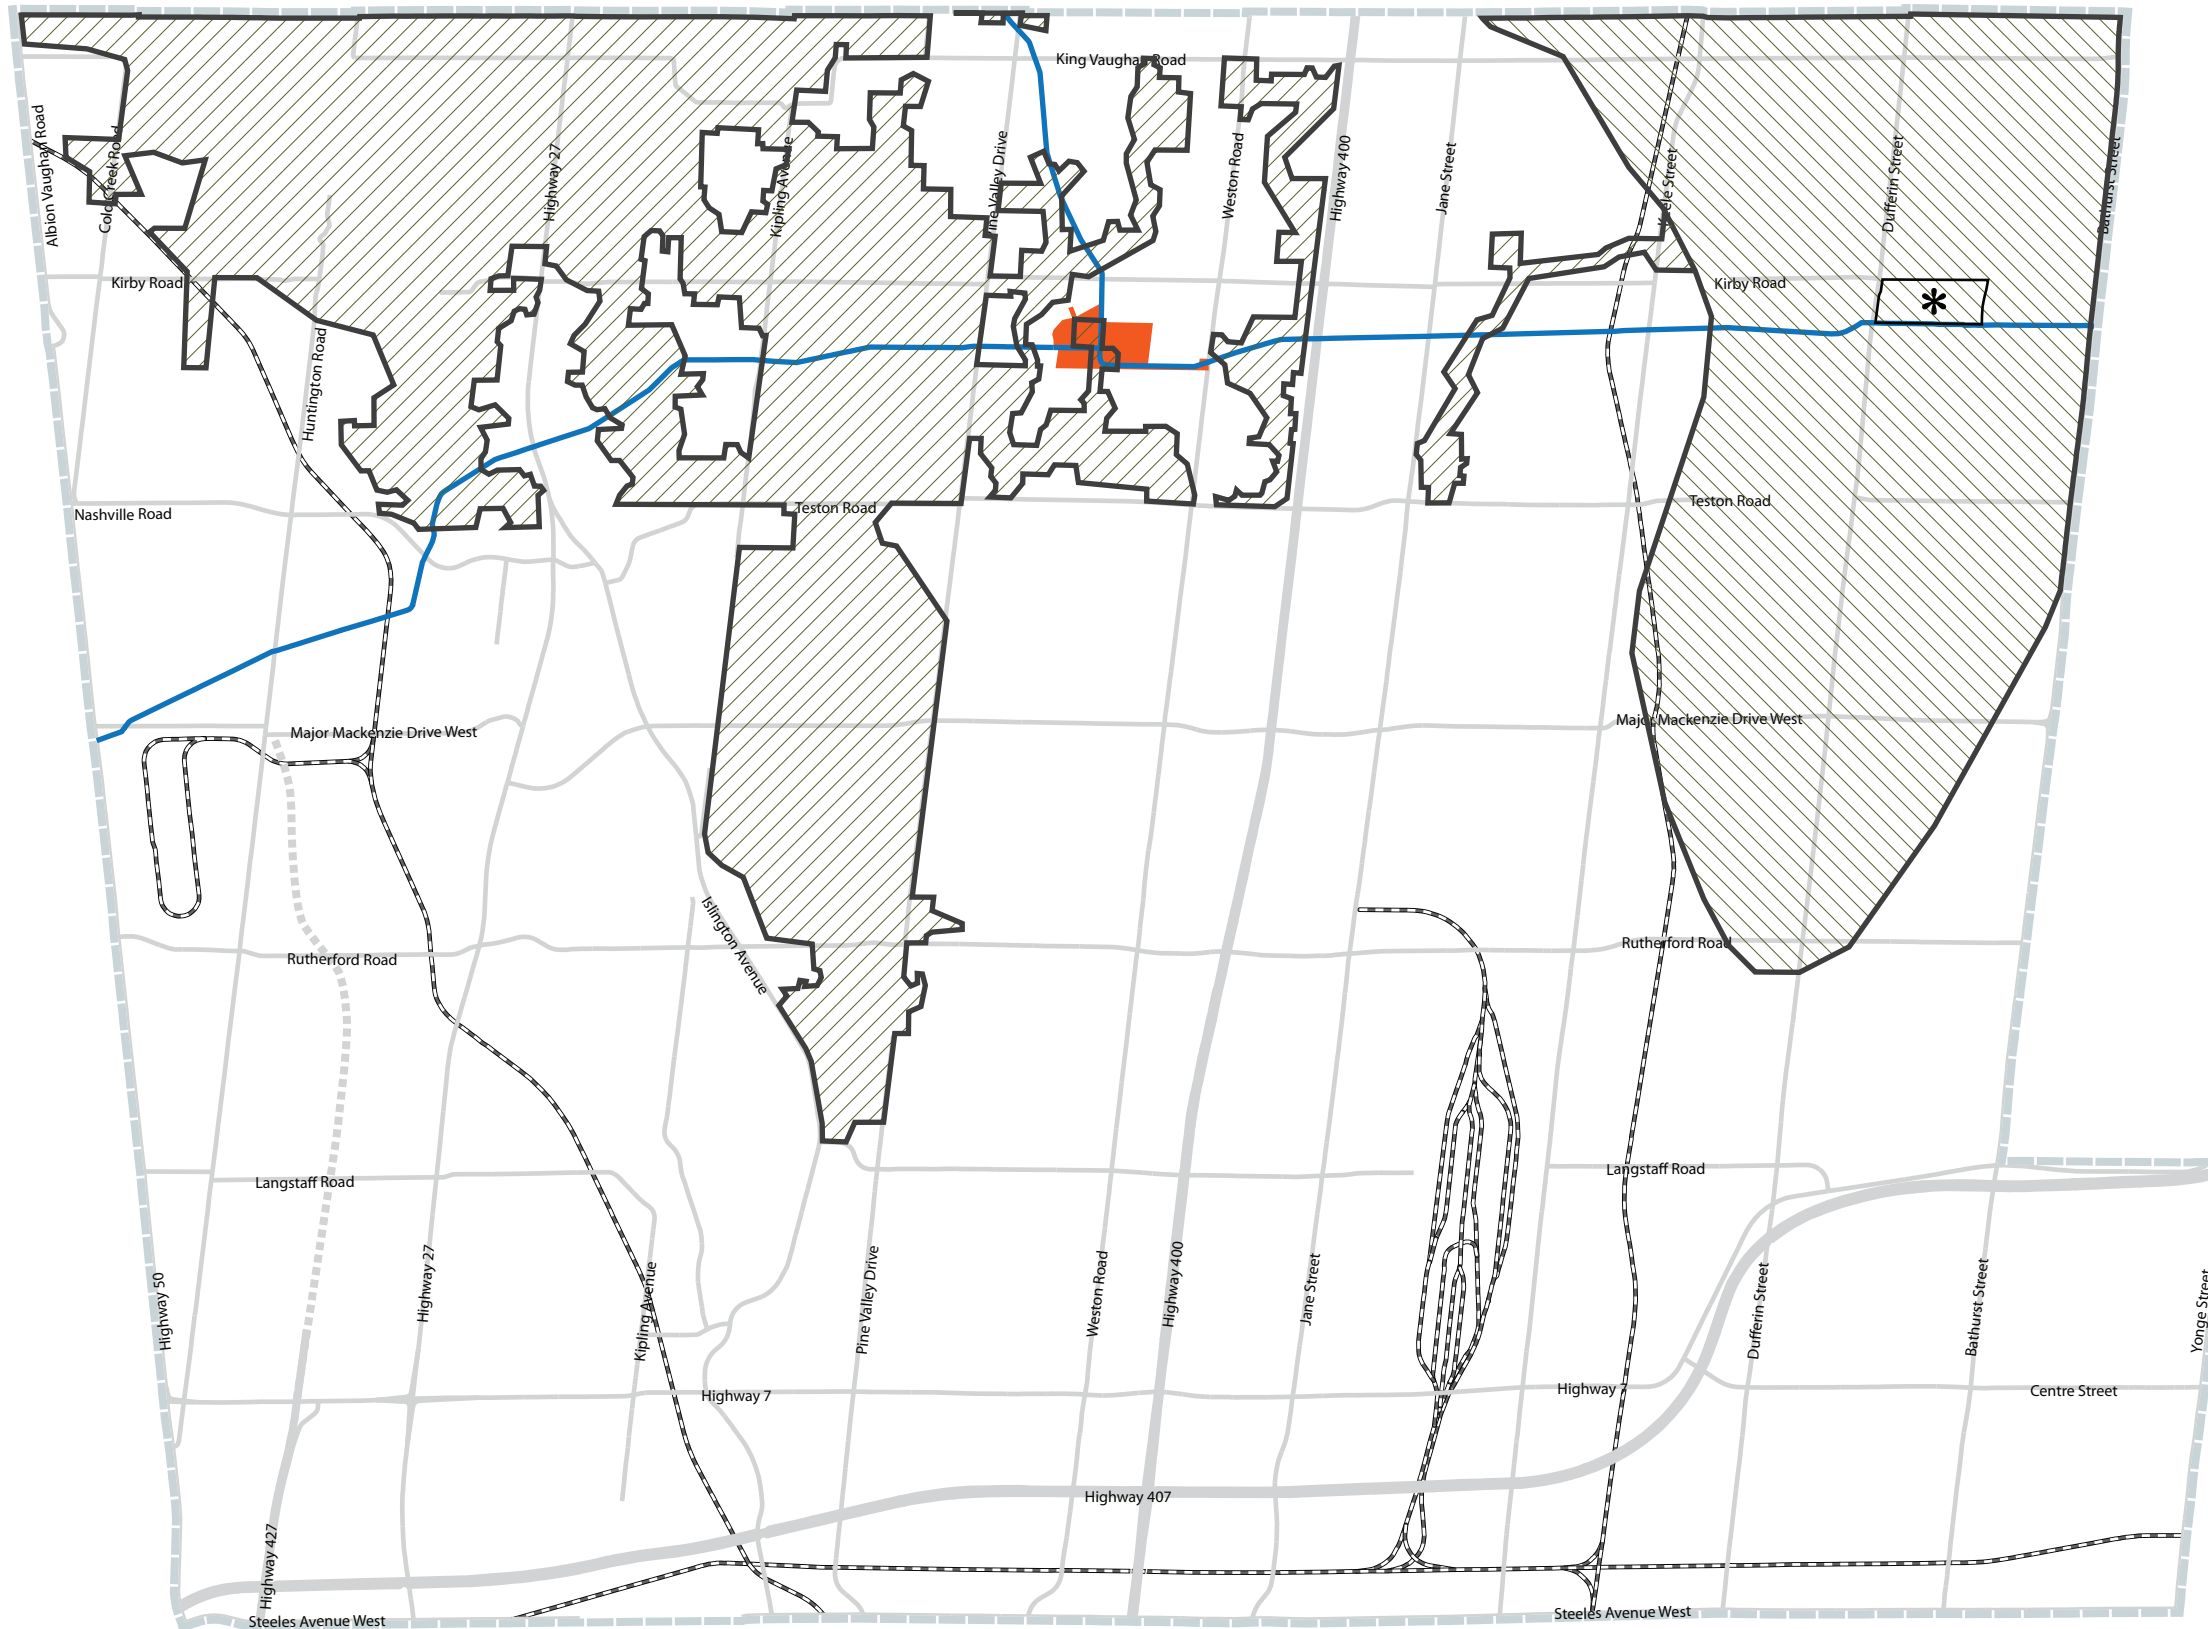 King Vaughan Road
Albion Vaughan Road
Cold Creek Road
Highway 27
Kipling Avenue
Pine Valley Drive
Weston Road
Highway 400
Jane Street
Keele Street
Dufferin Street
Bathurst Street
Kirby Road
Kirby Road
*
Huntington Road
Nashville Road
Teston Road
Teston Road
Major Mackenzie Drive West
Major Mackenzie Drive West
Islington Avenue
Rutherford Road
Rutherford Road
Langstaff Road
Langstaff Road
Highway 50
Highway 27
Kipling Avenue
Pine Valley Drive
Weston Road
Highway 400
Jane Street
Dufferin Street
Bathurst Street
Yonge Street
Highway 7
Highway
Centre Street
Highway 407
Highway 427
Steeles Avenue West
Steeles Avenue West